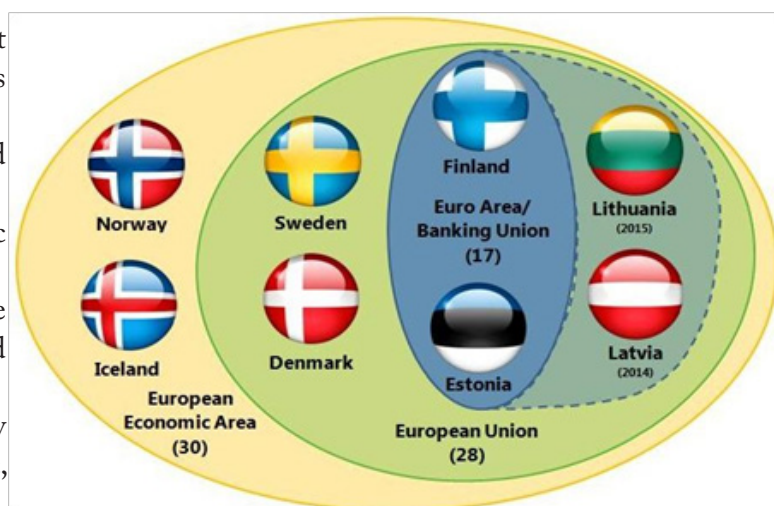 t
s
d
c
e
d
y
,
Finland
Norway
Sweden
Euro Area/
Banking Union
(17)
Lithuania
(2015)
Iceland
Denmark
Estonia
Latvia
(2014)
European
Economic Area
(30)
European Union
(28)